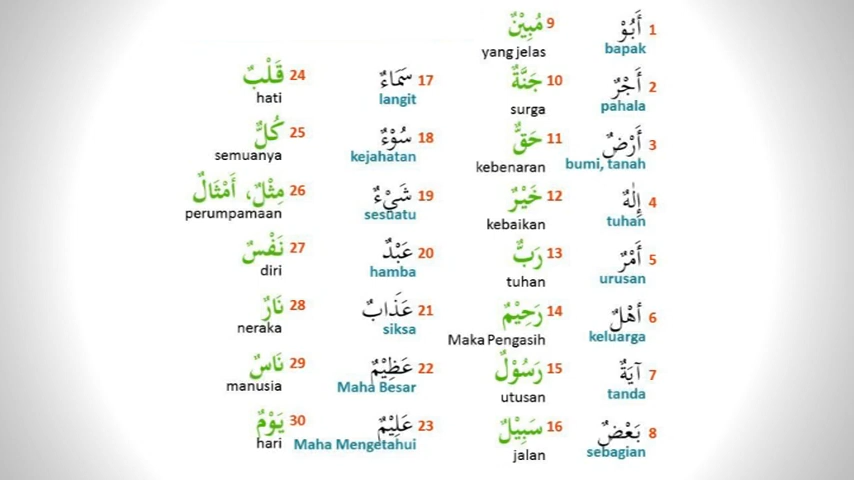 1 أَبُوْ
bapak
2 أَجْرٌ
pahala
3 أَرْضٌ
bumi, tanah
4 إِلٰهٌ
tuhan
5 أَمْرٌ
urusan
6 أهْلٌ
keluarga
7 آيَةٌ
tanda
8 بَعْضٌ
sebagian
9 مُبِيْنٌ
yang jelas
10 جَنَّةٌ
surga
11 حَقٌّ
kebenaran
12 خَيْرٌ
kebaikan
13 رَبٌّ
tuhan
14 رَحِيْمٌ
Maka Pengasih
15 رَسُوْلٌ
utusan
16 سَبِيْلٌ
jalan
17 سَمَاءٌ
langit
18 سُوْءٌ
kejahatan
19 شَيْءٌ
sesuatu
20 عَبْدٌ
hamba
21 عَذَابٌ
siksa
22 عَظِيْمٌ
Maha Besar
23 عَلِيْمٌ
Maha Mengetahui
24 قَلْبٌ
hati
25 كُلٌّ
semuanya
26 مِثْلٌ، أَمْثَالٌ
perumpamaan
27 نَفْسٌ
diri
28 نَارٌ
neraka
29 نَاسٌ
manusia
30 يَوْمٌ
hari